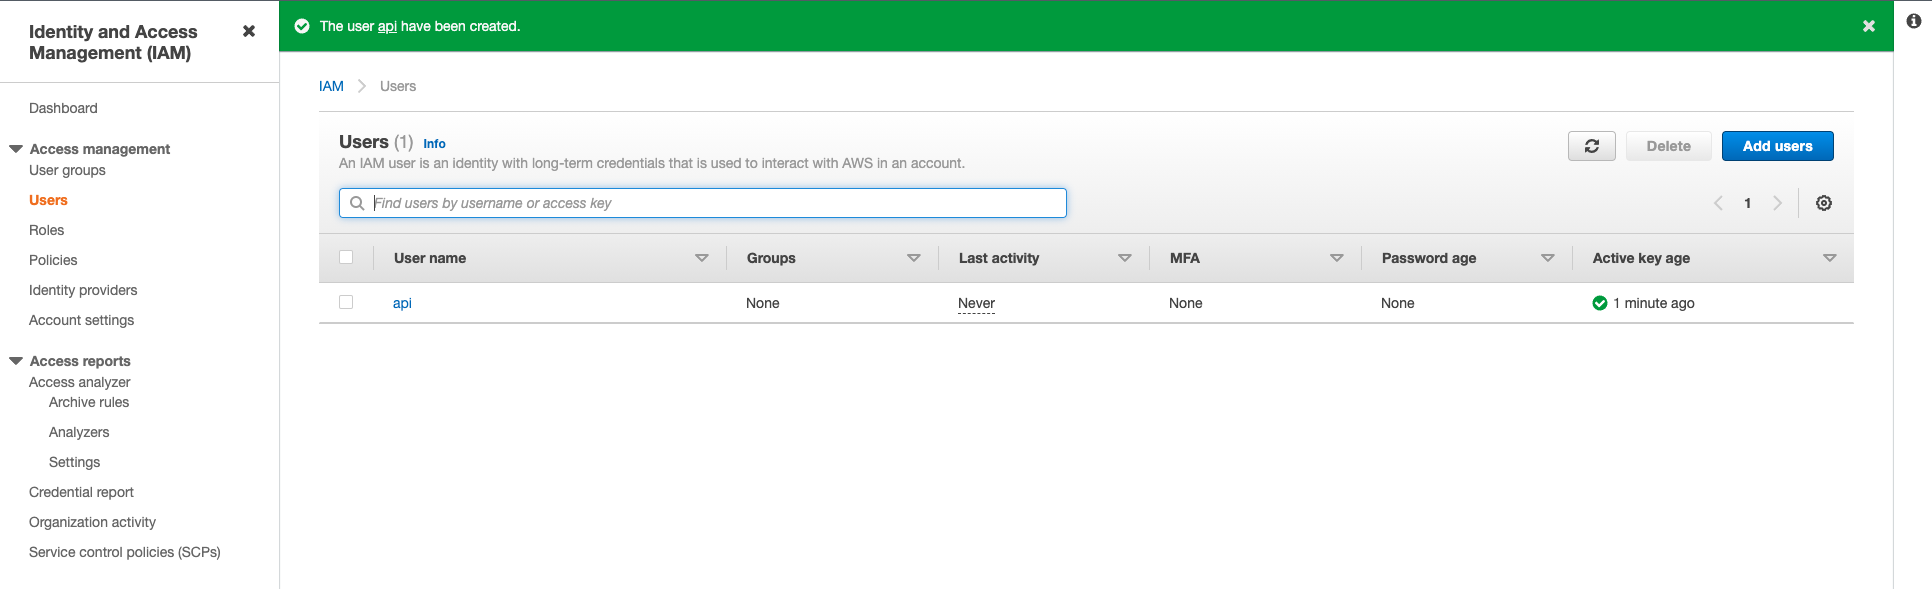 Identity and Access
Management (IAM)
Dashboard
Access management
User groups
Users
Roles
Policies
Identity providers
Account settings
Access reports
Access analyzer
Archive rules
Analyzers
Settings
Credential report
Organization activity
Service control policies (SCPs)
The user api have been created.
IAM
Users
Users (1) Info
An IAM user is an identity with long-term credentials that is used to interact with AWS in an account.
Delete
Add users
Find users by username or access key
1
User name Groups Last activity MFA Password age Active key age
api None Never None None 1 minute ago